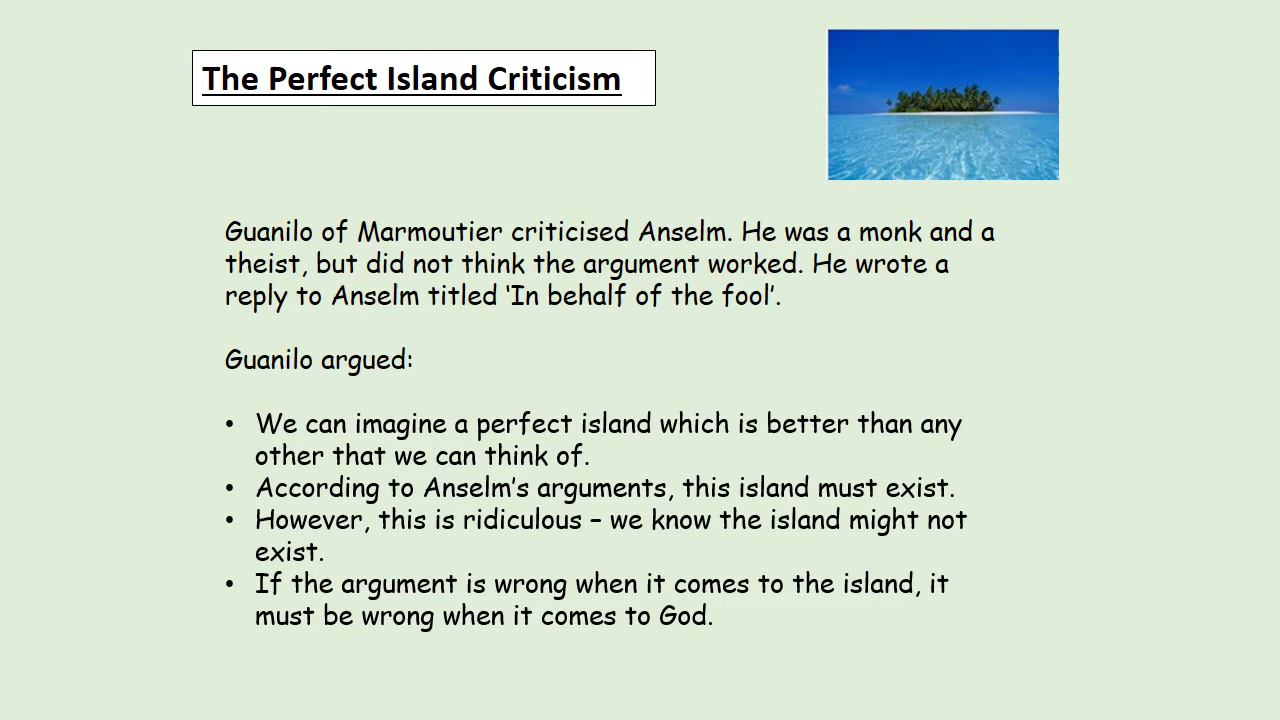 The Perfect Island Criticism
Guanilo of Marmoutier criticised Anselm. He was a monk and a
theist, but did not think the argument worked. He wrote a
reply to Anselm titled ‘In behalf of the fool’.
Guanilo argued:
• We can imagine a perfect island which is better than any
other that we can think of.
• According to Anselm’s arguments, this island must exist.
• However, this is ridiculous – we know the island might not
exist.
• If the argument is wrong when it comes to the island, it
must be wrong when it comes to God.